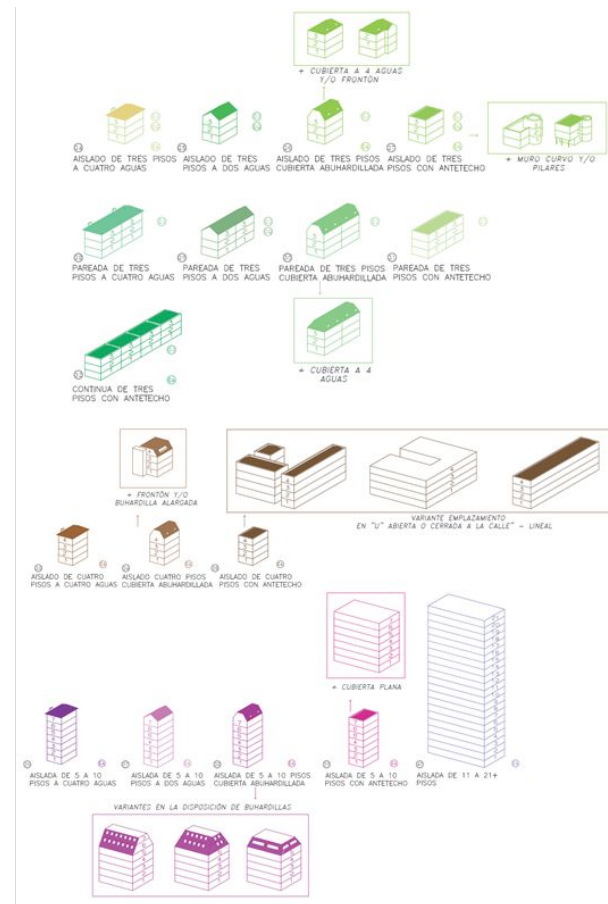 + CUBIERTA A 4 AGUAS
Y/O FRONTÓN
AISLADO DE TRES PISOS
A CUATRO AGUAS
AISLADO DE TRES
PISOS A DOS AGUAS
AISLADO DE TRES PISOS
CUBIERTA ABUHARDILLADA
AISLADO DE TRES
PISOS CON ANTETECHO
+ MURO CURVO Y/O
PILARES
PAREADA DE TRES
PISOS A CUATRO AGUAS
PAREADA DE TRES
PISOS A DOS AGUAS
PAREADA DE TRES PISOS
CUBIERTA ABUHARDILLADA
PAREADA DE TRES
PISOS CON ANTETECHO
+ CUBIERTA A 4
AGUAS
CONTINUA DE TRES
PISOS CON ANTETECHO
+ FRONTÓN Y/O
BUHARDILLA ALARGADA
VARIANTE EMPLAZAMIENTO
EN "U" ABIERTA O CERRADA A LA CALLE" – LINEAL
AISLADO DE CUATRO
PISOS A CUATRO AGUAS
AISLADO CUATRO PISOS
CUBIERTA ABUHARDILLADA
AISLADO DE CUATRO
PISOS CON ANTETECHO
+ CUBIERTA PLANA
AISLADA DE 5 A 10
PISOS A CUATRO AGUAS
AISLADA DE 5 A 10
PISOS A DOS AGUAS
AISLADA DE 5 A 10 PISOS
CUBIERTA ABUHARDILLADA
AISLADA DE 5 A 10
PISOS CON ANTETECHO
AISLADA DE 11 A 21+
PISOS
VARIANTES EN LA DISPOSICIÓN DE BUHARDILLAS